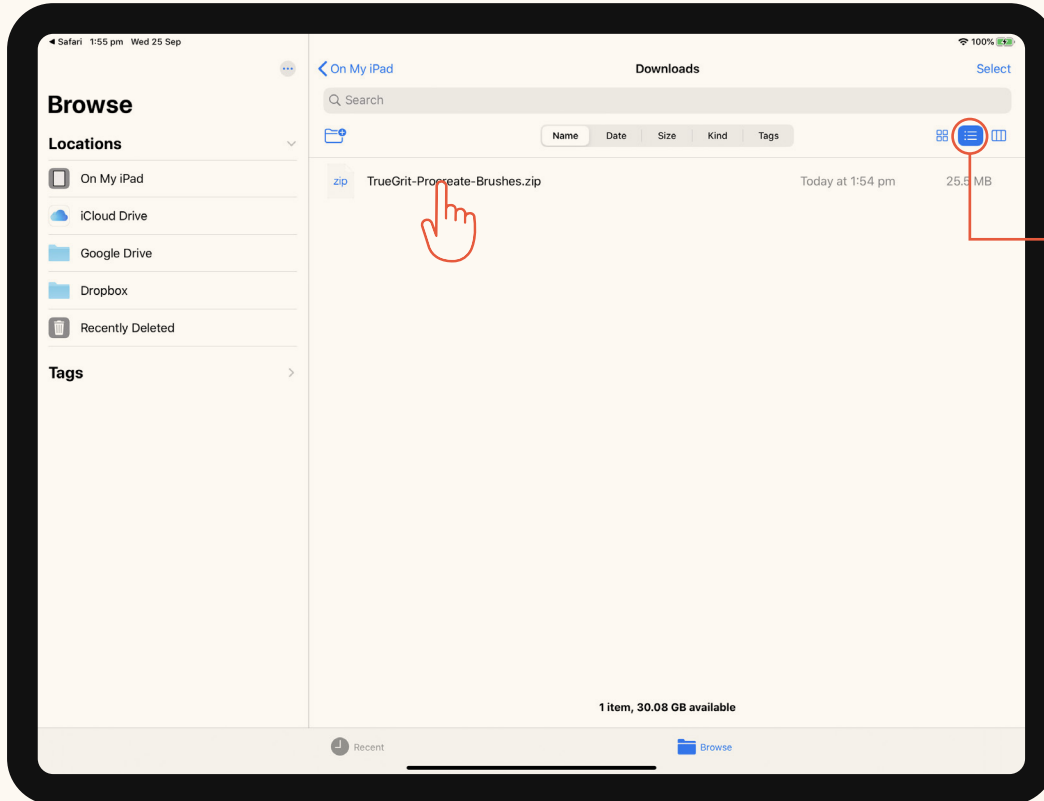 Safari 1:55 pm Wed 25 Sep
100%
On My iPad
Downloads
Select
Browse
Search
Locations
Name Date Size Kind Tags
On My iPad
zip TrueGrit-Procreate-Brushes.zip Today at 1:54 pm 25.5 MB
iCloud Drive
Google Drive
Dropbox
Recently Deleted
Tags
1 item, 30.08 GB available
Recent
Browse